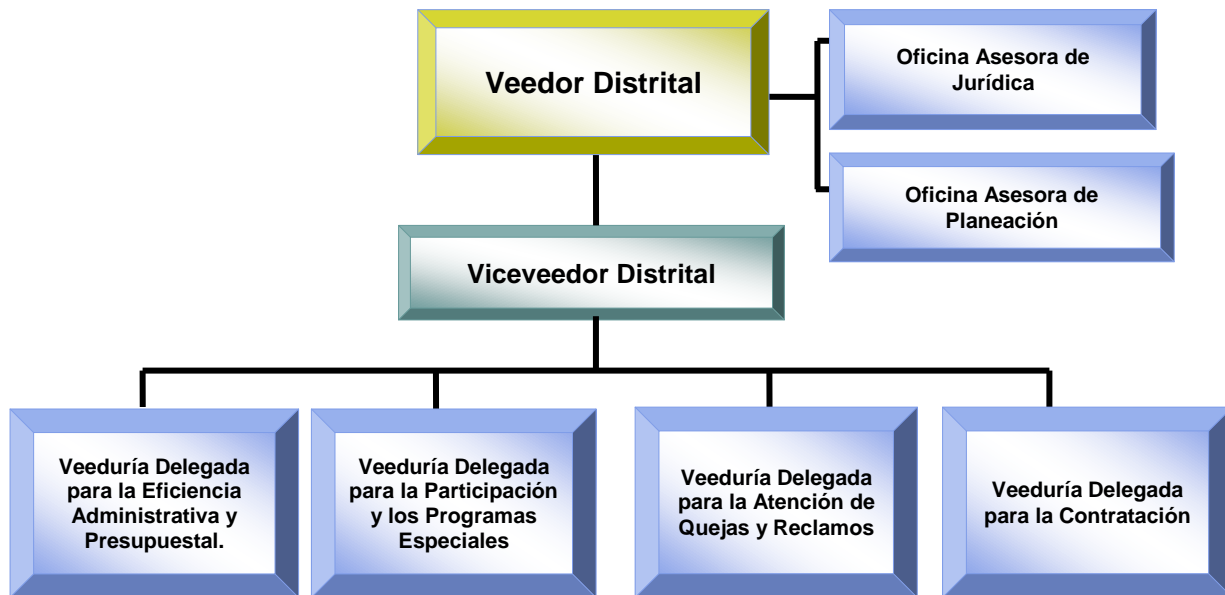 Veedor Distrital
Oficina Asesora de
Jurídica
Oficina Asesora de
Planeación
Viceveedor Distrital
Veeduría Delegada
para la Eficiencia
Administrativa y
Presupuestal.
Veeduría Delegada
para la Participación
y los Programas
Especiales
Veeduría Delegada
para la Atención de
Quejas y Reclamos
Veeduría Delegada
para la Contratación